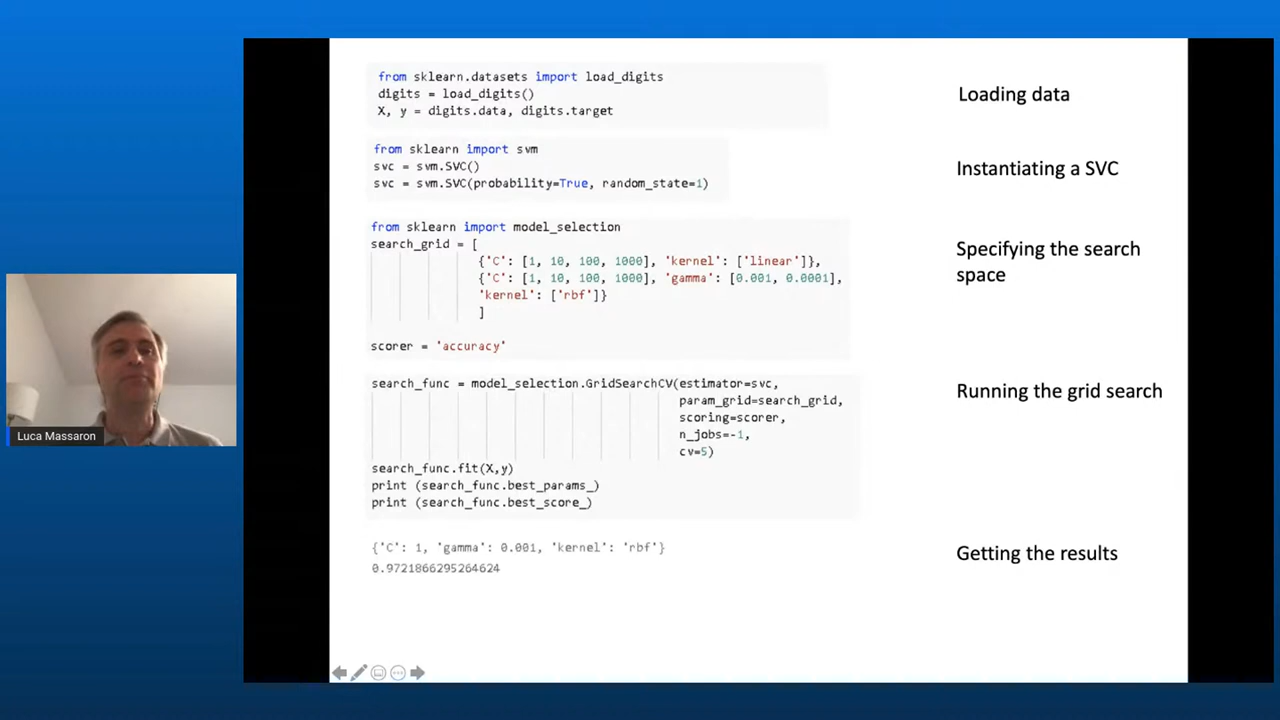 from sklearn.datasets import load_digits
digits = load_digits()
X, y = digits.data, digits.target
Loading data
from sklearn import svm
svc = svm.SVC()
svc = svm.SVC(probability=True, random_state=1)
Instantiating a SVC
from sklearn import model_selection
search_grid = [
{'C': [1, 10, 100, 1000], 'kernel': ['linear']},
{'C': [1, 10, 100, 1000], 'gamma': [0.001, 0.0001],
'kernel': ['rbf']}
]
scorer = 'accuracy'
Specifying the search
space
search_func = model_selection.GridSearchCV(estimator=svc,
param_grid=search_grid,
scoring=scorer,
n_jobs=-1,
cv=5)
search_func.fit(X,y)
print (search_func.best_params_)
print (search_func.best_score_)
Running the grid search
{'C': 1, 'gamma': 0.001, 'kernel': 'rbf'}
0.9721866295264624
Getting the results
Luca Massaron